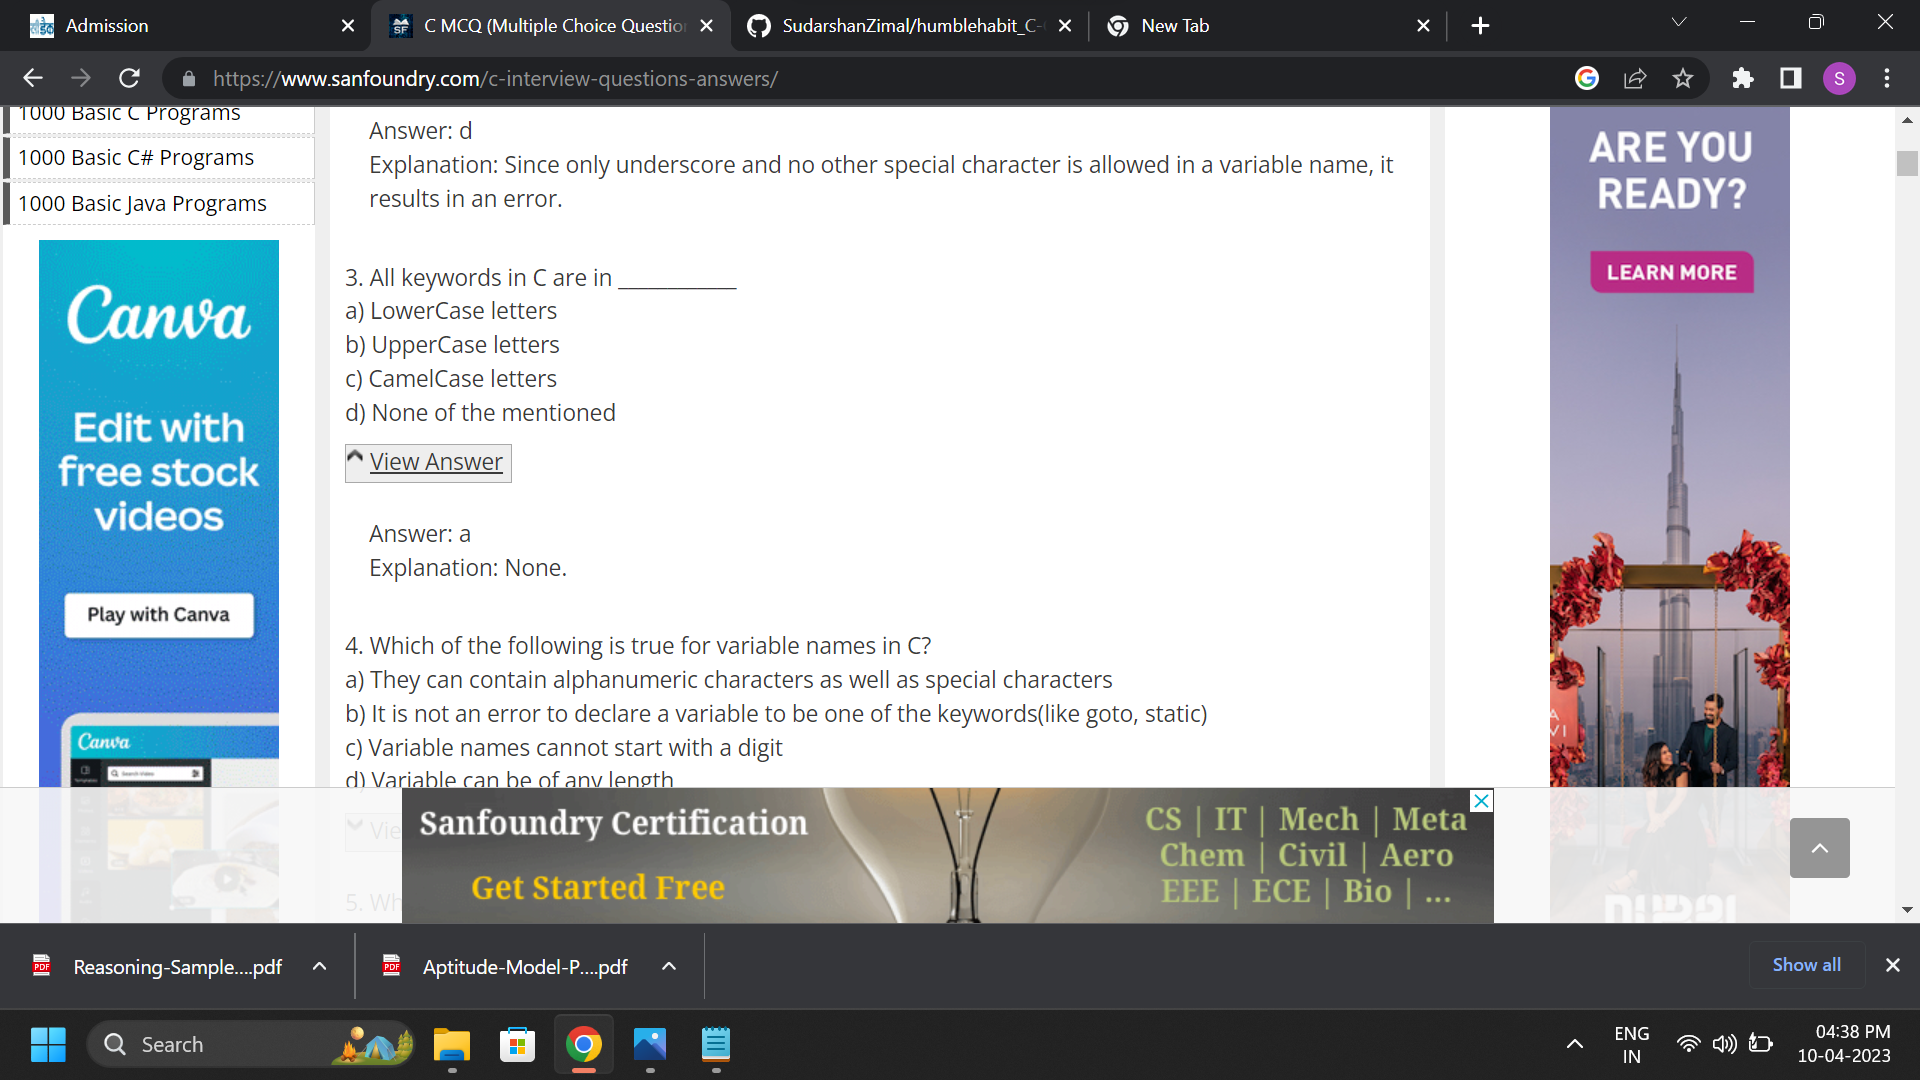 Admission
C MCQ (Multiple Choice Questio
SudarshanZimal/humblehabit_C-
New Tab
https://www.sanfoundry.com/c-interview-questions-answers/
S
1000 Basic C Programs
1000 Basic C# Programs
1000 Basic Java Programs
Canva
Edit with
free stock
videos
Play with Canva
Canva
Search Video
Answer: d
Explanation: Since only underscore and no other special character is allowed in a variable name, it
results in an error.
3. All keywords in C are in ___________
a) LowerCase letters
b) UpperCase letters
c) CamelCase letters
d) None of the mentioned
View Answer
Answer: a
Explanation: None.
4. Which of the following is true for variable names in C?
a) They can contain alphanumeric characters as well as special characters
b) It is not an error to declare a variable to be one of the keywords(like goto, static)
c) Variable names cannot start with a digit
d) Variable can be of any length
Vie
5. Wh
Sanfoundry Certification
Get Started Free
CS | IT | Mech | Meta
Chem | Civil | Aero
EEE | ECE | Bio | ...
ARE YOU
READY?
LEARN MORE
DUBAI
Reasoning-Sample....pdf
Aptitude-Model-P....pdf
Show all
Search
ENG
IN
04:38 PM
10-04-2023